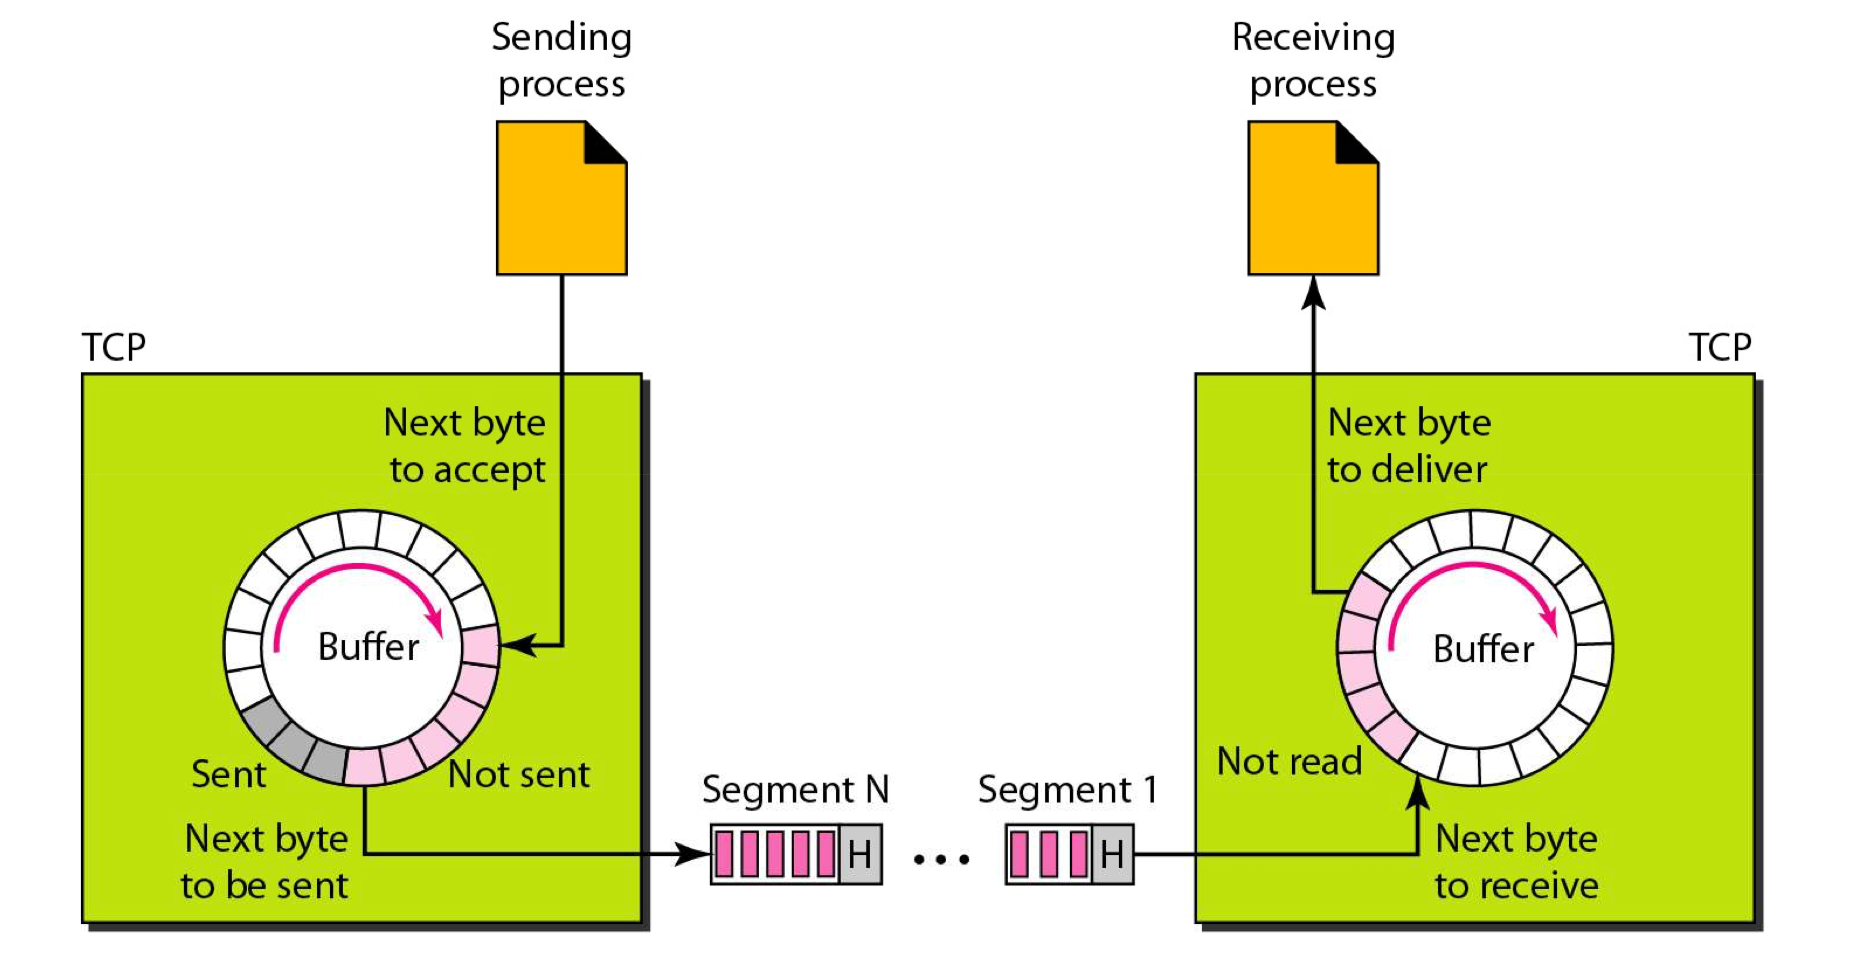 Sending
process
Receiving
process
TCP
TCP
Next byte
to accept
Next byte
to deliver
Buffer
Buffer
Sent
Not sent
Not read
Segment N
Segment 1
Next byte
to be sent
H
...
H
Next byte
to receive